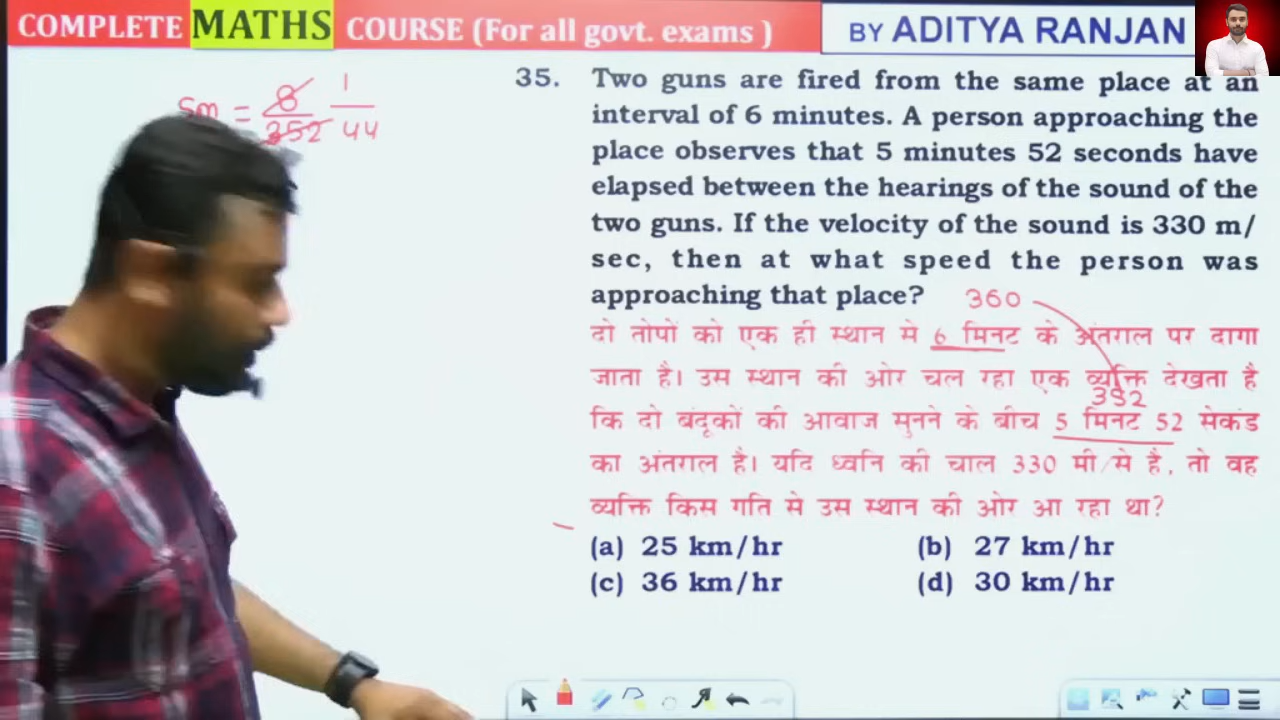 COMPLETE MATHS COURSE (For all govt. exams )
BY ADITYA RANJAN
= 8/352 1/44
35. Two guns are fired from the same place at an
interval of 6 minutes. A person approaching the
place observes that 5 minutes 52 seconds have
elapsed between the hearings of the sound of the
two guns. If the velocity of the sound is 330 m/
sec, then at what speed the person was
approaching that place?
360
दो तोपों को एक ही स्थान से 6 मिनट के अंतराल पर दागा
जाता है। उस स्थान की ओर चल रहा एक व्यक्ति देखता है
352
कि दो बंदूकों की आवाज सुनने के बीच 5 मिनट 52 सेकंड
का अंतराल है। यदि ध्वनि की चाल 330 मी/से है, तो वह
व्यक्ति किस गति से उस स्थान की ओर आ रहा था?
(a) 25 km/hr (b) 27 km/hr
(c) 36 km/hr (d) 30 km/hr